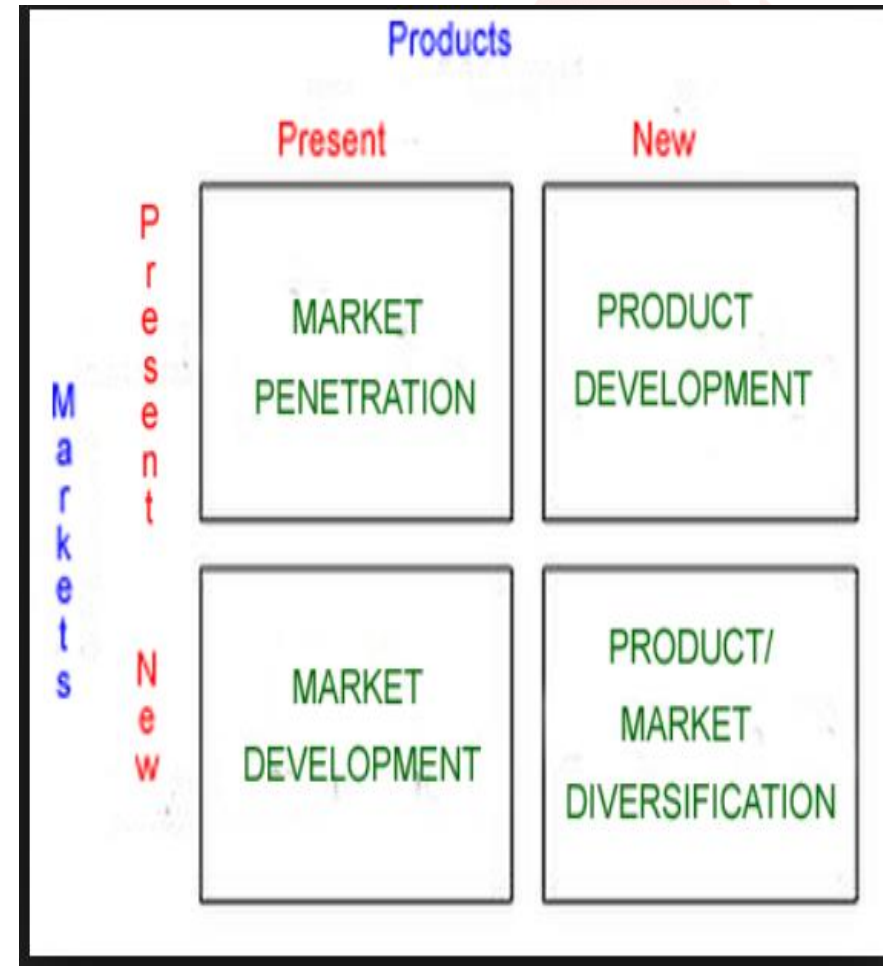 Products
Present New
Markets
Present
MARKET
PENETRATION
PRODUCT
DEVELOPMENT
New
MARKET
DEVELOPMENT
PRODUCT/
MARKET
DIVERSIFICATION